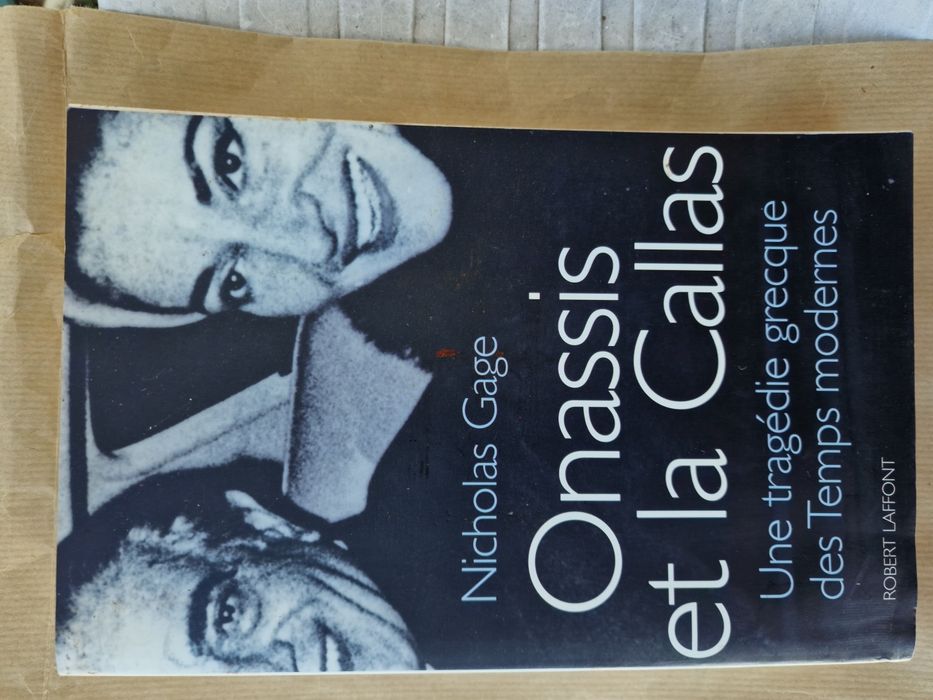 Nicholas Gage
Onassis
et la Callas
Une tragédie grecque
des Temps modernes
ROBERT LAFFONT